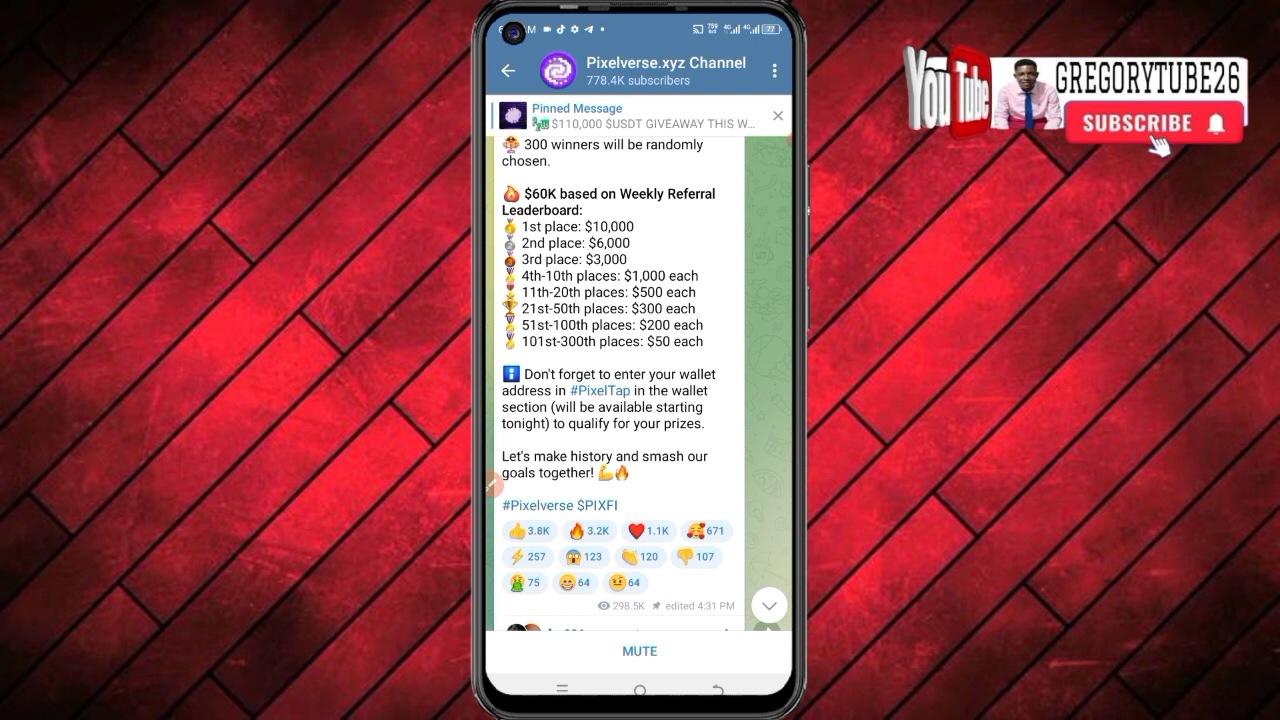 M
759
B/S
4G
4G
77
Pixelverse.xyz Channel
778.4K subscribers
Pinned Message
$110,000 $USDT GIVEAWAY THIS W...
300 winners will be randomly
chosen.
$60K based on Weekly Referral
Leaderboard:
1st place: $10,000
2nd place: $6,000
3rd place: $3,000
4th-10th places: $1,000 each
11th-20th places: $500 each
21st-50th places: $300 each
51st-100th places: $200 each
101st-300th places: $50 each
Don't forget to enter your wallet
address in #PixelTap in the wallet
section (will be available starting
tonight) to qualify for your prizes.
Let's make history and smash our
goals together!
#Pixelverse $PIXFI
3.8K 3.2K 1.1K 671
257 123 120 107
75 64 64
298.5K edited 4:31 PM
MUTE
YouTube
GREGORYTUBE26
SUBSCRIBE